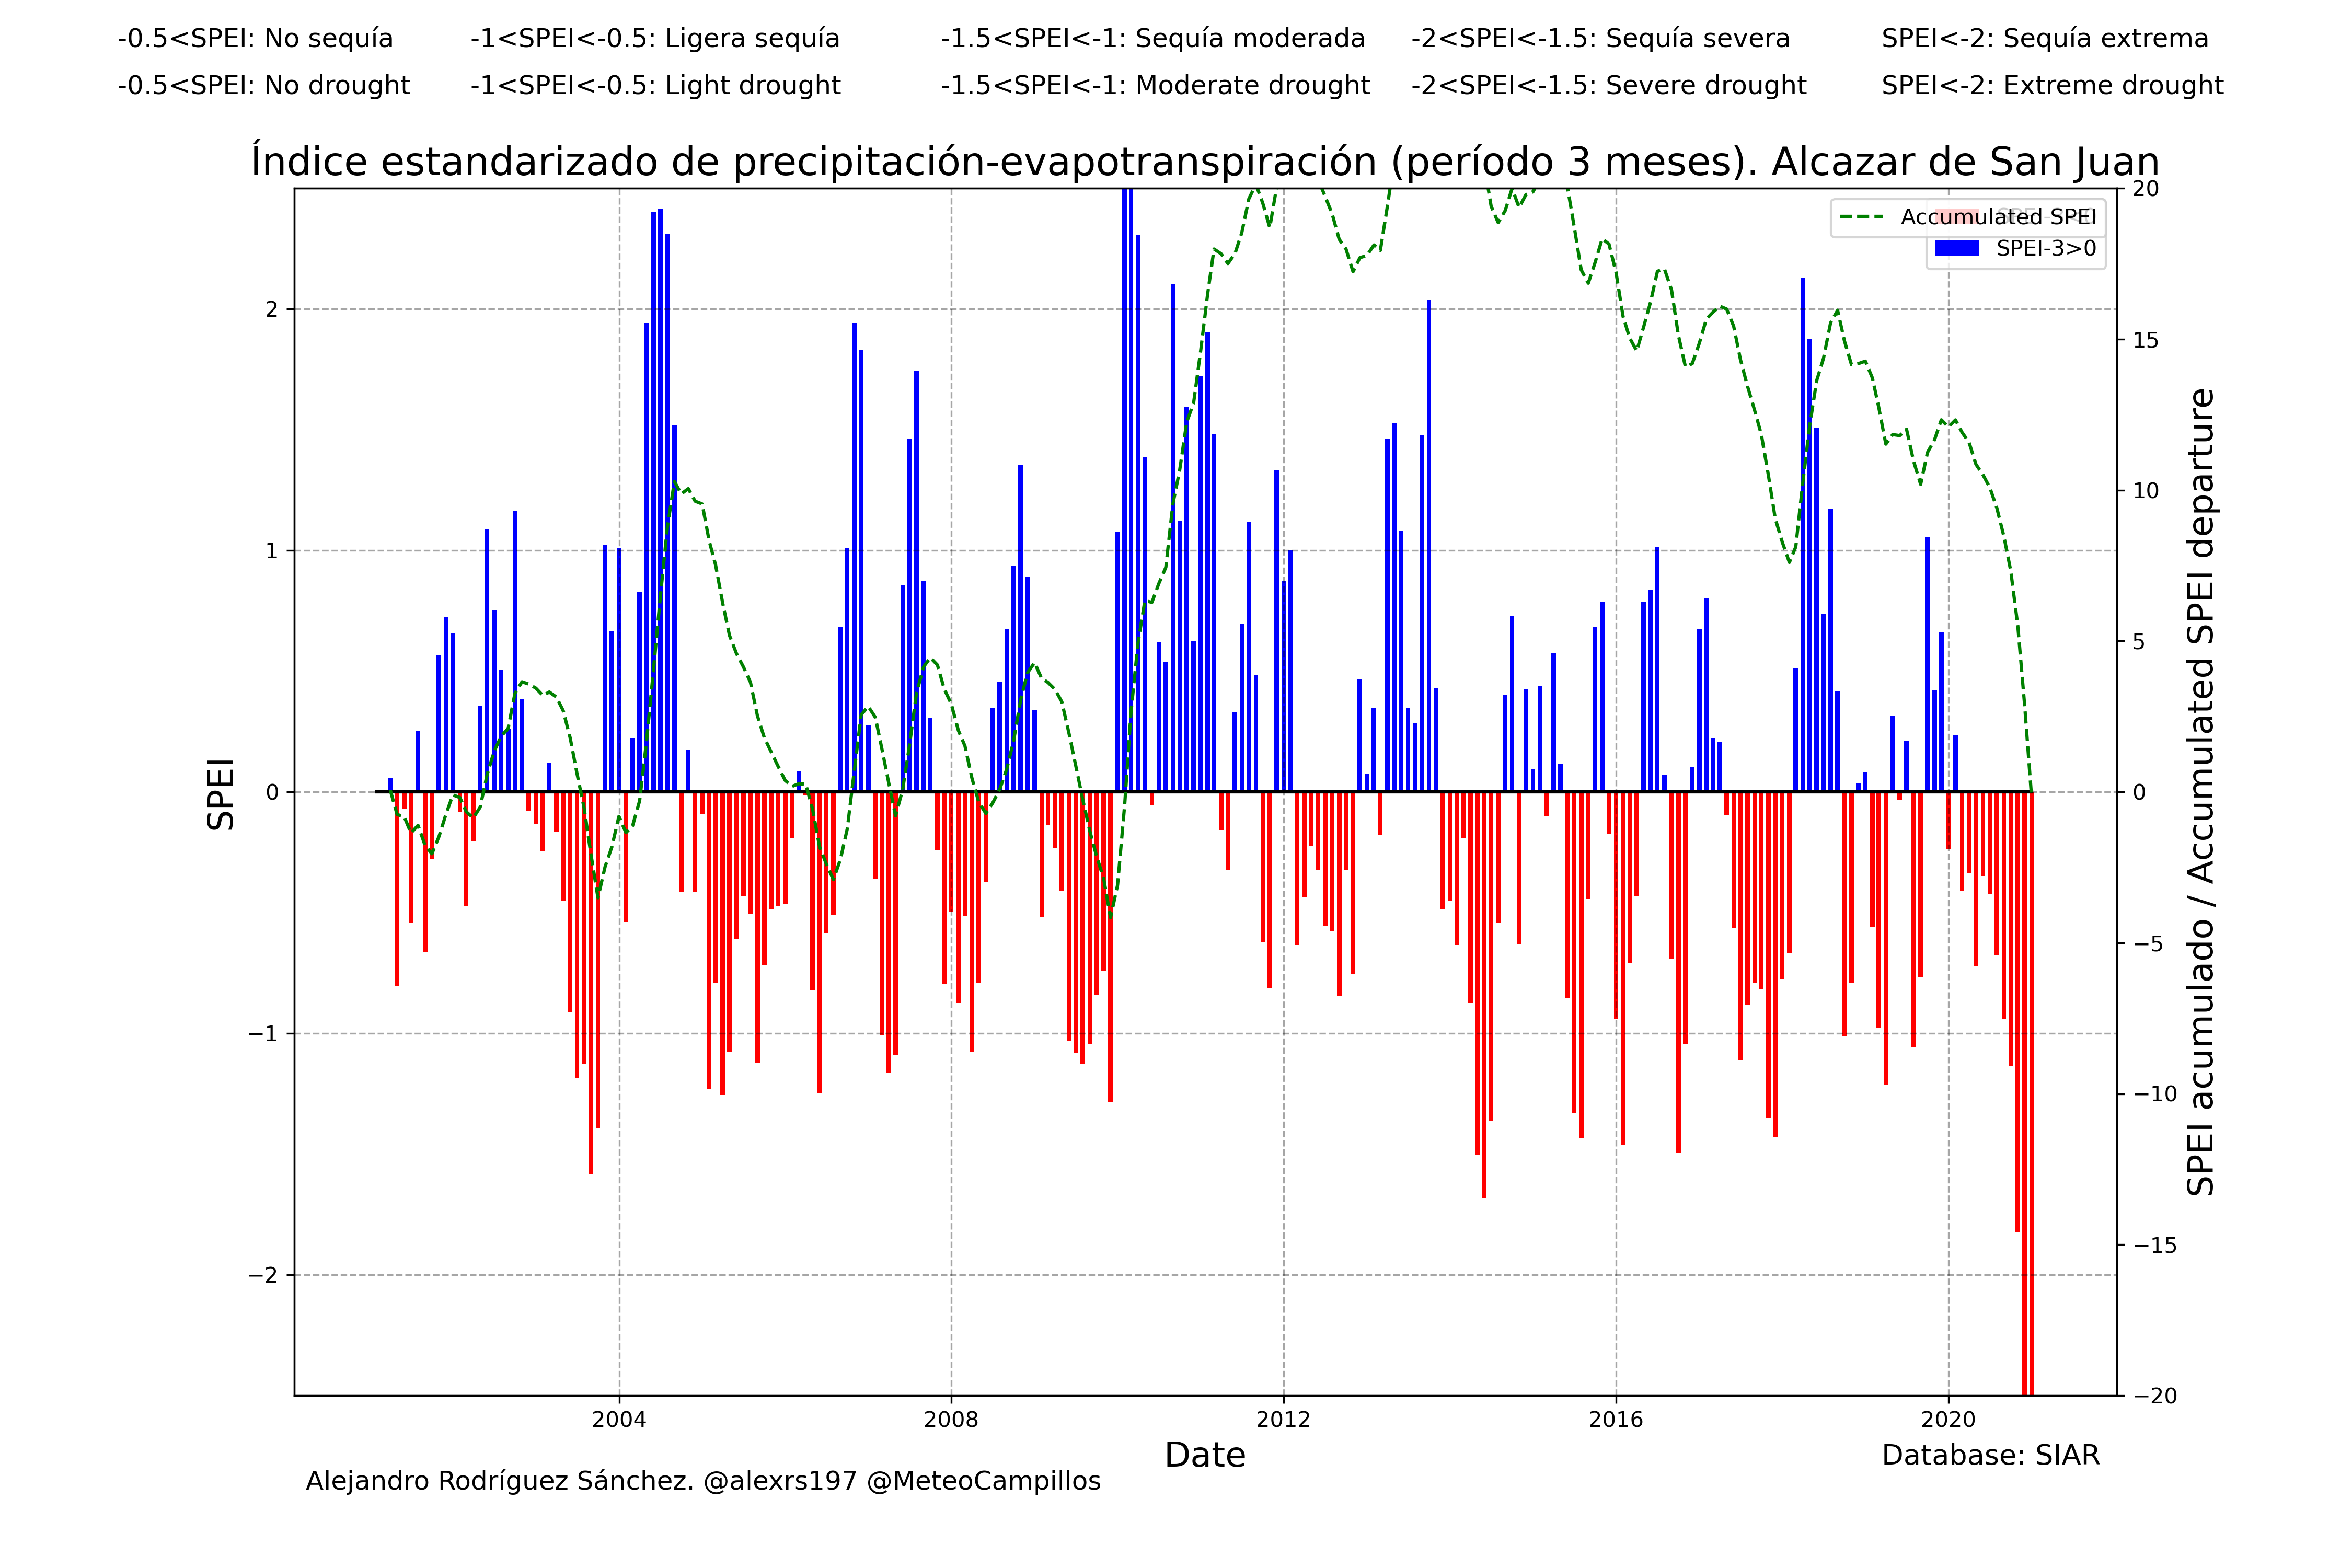 -0.5<SPEI: No sequía -1<SPEI<-0.5: Ligera sequía -1.5<SPEI<-1: Sequía moderada -2<SPEI<-1.5: Sequía severa SPEI<-2: Sequía extrema
-0.5<SPEI: No drought -1<SPEI<-0.5: Light drought -1.5<SPEI<-1: Moderate drought -2<SPEI<-1.5: Severe drought SPEI<-2: Extreme drought
Índice estandarizado de precipitación-evapotranspiración (período 3 meses). Alcazar de San Juan
Accumulated SPEI
SPEI-3>0
SPEI
2
1
0
−1
−2
20
15
10
5
0
−5
−10
−15
−20
SPEI acumulado / Accumulated SPEI departure
2004 2008 2012 2016 2020
Date
Database: SIAR
Alejandro Rodríguez Sánchez. @alexrs197 @MeteoCampillos